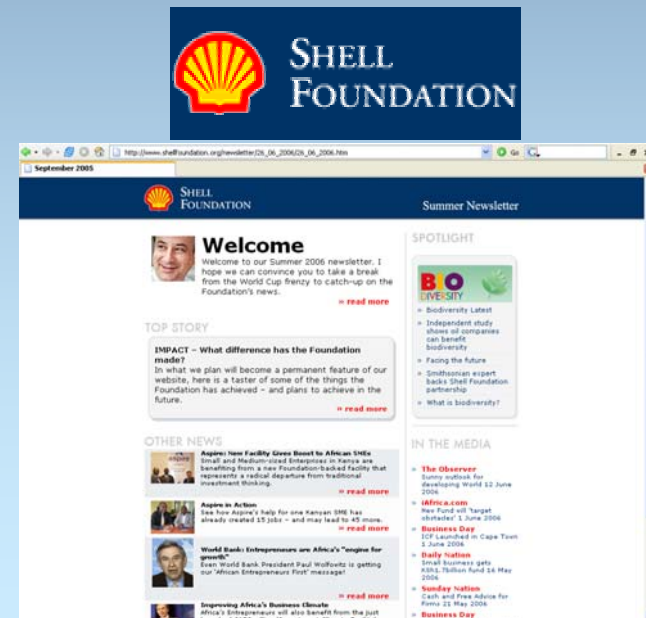 SHELL
FOUNDATION
http://www.shellfoundation.org/newsletter/26_06_2006/26_06_2006.htm
Go
September 2005
SHELL
FOUNDATION
Summer Newsletter
Welcome
Welcome to our Summer 2006 newsletter. I
hope we can convince you to take a break
from the World Cup frenzy to catch-up on the
Foundation's news.
» read more
TOP STORY
IMPACT – What difference has the Foundation
made?
In what we plan will become a permanent feature of our
website, here is a taster of some of the things the
Foundation has achieved – and plans to achieve in the
future.
» read more
OTHER NEWS
Aspire: New Facility Gives Boost to African SMEs
Small and Medium-sized Enterprises in Kenya are
benefiting from a new Foundation-backed facility that
represents a radical departure from traditional
investment thinking.
» read more
Aspire in Action
See how Aspire's help for one Kenyan SME has
already created 15 jobs – and may lead to 45 more.
» read more
World Bank: Entrepreneurs are Africa's "engine for
growth"
Even World Bank President Paul Wolfowitz is getting
our 'African Entrepreneurs First' message!
» read more
Improving Africa's Business Climate
Africa's Entrepreneurs will also benefit from the just
SPOTLIGHT
BIO
DIVERSITY
» Biodiversity Latest
» Independent study
shows oil companies
can benefit
biodiversity
» Facing the future
» Smithsonian expert
backs Shell Foundation
partnership
» What is biodiversity?
IN THE MEDIA
» The Observer
Sunny outlook for
developing World 12 June
2006
» iAfrica.com
New Fund will 'target
obstacles' 1 June 2006
» Business Day
ICF Launched in Cape Town
1 June 2006
» Daily Nation
Small business gets
KSh1.7billion fund 16 May
2006
» Sunday Nation
Cash and Free Advice for
Firms 21 May 2006
» Business Day